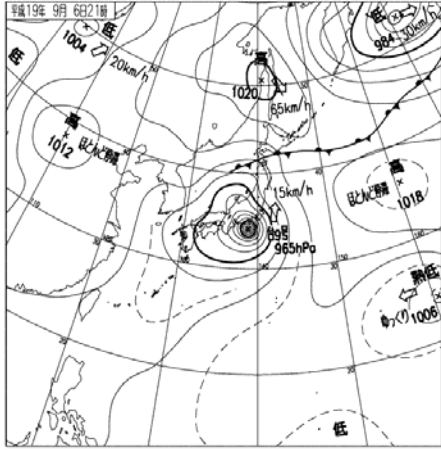 平成19年 9月 6日21時
低
1004
20km/h
低
高
1020
65km/h
低
984
30km/h
高
1012
ほとんど停滞
15km/h
965hPa
高
ほとんど停滞
1018
熱低
ゆっくり
1006
低